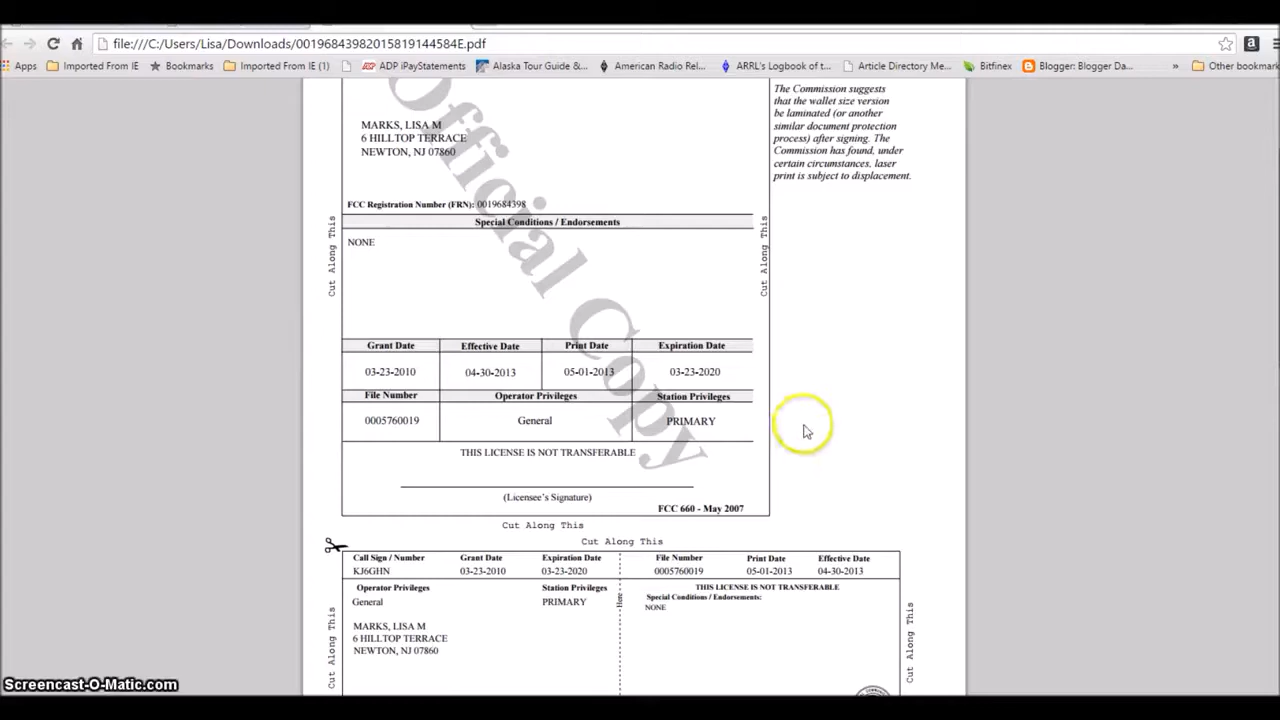 file:///C:/Users/Lisa/Downloads/00196843982015819144584E.pdf
Apps Imported From IE Bookmarks Imported From IE (1) ADP iPayStatements Alaska Tour Guide &... American Radio Rel... ARRL's Logbook of t... Article Directory Me... Bitfinex Blogger: Blogger Da... » Other bookmark
The Commission suggests
that the wallet size version
be laminated (or another
similar document protection
process) after signing. The
Commission has found, under
certain circumstances, laser
print is subject to displacement.
Official Copy
MARKS, LISA M
6 HILLTOP TERRACE
NEWTON, NJ 07860
FCC Registration Number (FRN): 0019684398
Special Conditions / Endorsements
NONE
Cut Along This
Cut Along This
Grant Date Effective Date Print Date Expiration Date
03-23-2010 04-30-2013 05-01-2013 03-23-2020
File Number Operator Privileges Station Privileges
0005760019 General PRIMARY
THIS LICENSE IS NOT TRANSFERABLE
(Licensee's Signature)
FCC 660 - May 2007
Cut Along This
Cut Along This
Call Sign / Number Grant Date Expiration Date File Number Print Date Effective Date
KJ6GHN 03-23-2010 03-23-2020 0005760019 05-01-2013 04-30-2013
Operator Privileges Station Privileges THIS LICENSE IS NOT TRANSFERABLE
General PRIMARY Special Conditions / Endorsements:
NONE
Here
MARKS, LISA M
6 HILLTOP TERRACE
NEWTON, NJ 07860
Cut Along This
Cut Along This
Screencast-O-Matic.com